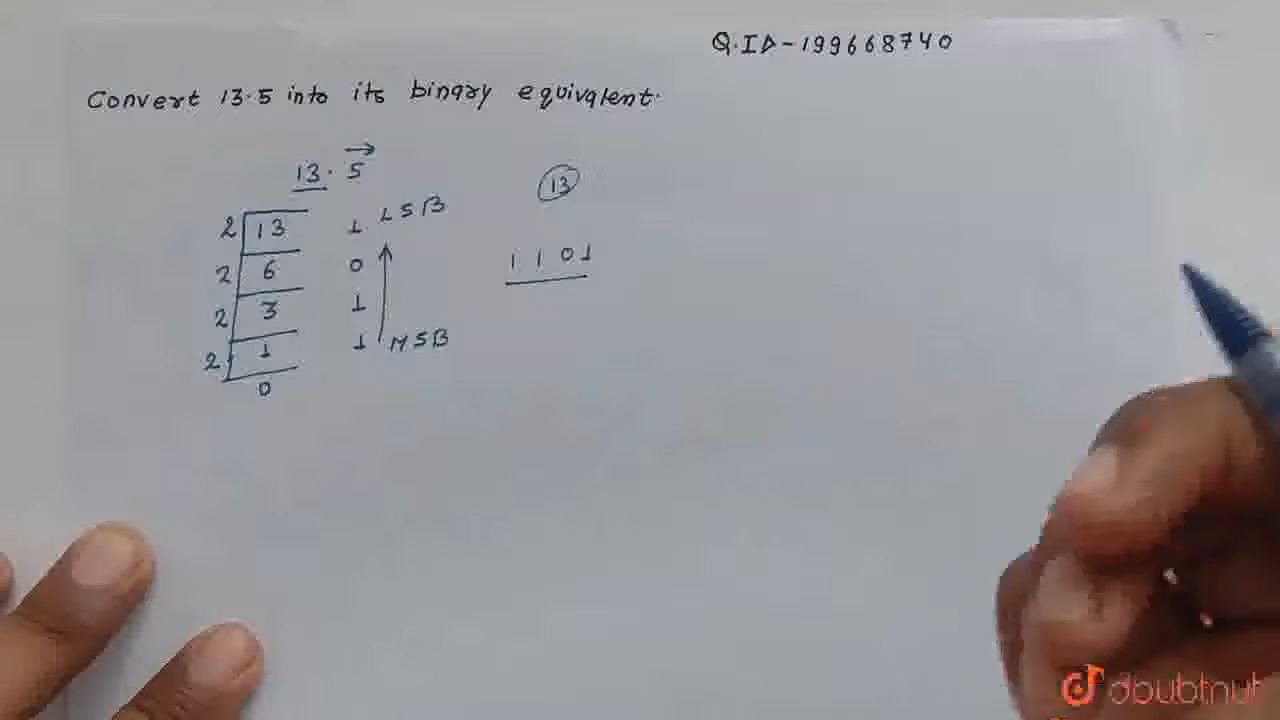 Q.ID-199668740
Convert 13.5 into its binary equivalent.
13.5
13
2 13 1 LSB
2 6 0
1 1 0 1
2 3 1
2 1 1 MSB
0
doubtnut